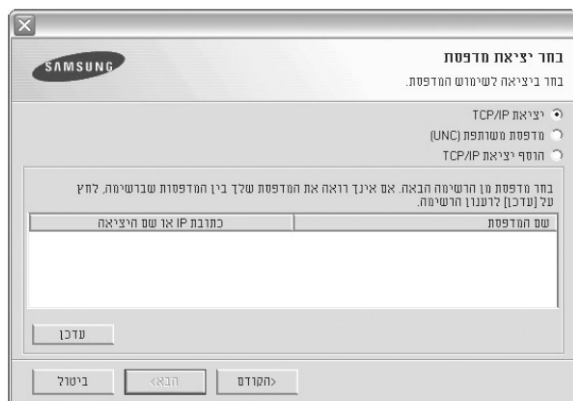 SAMSUNG
בחר יציאת מדפסת
בחר ביציאה לשימוש המדפסת.
יציאת TCP/IP
מדפסת משותפת (UNC)
הוסף יציאת TCP/IP
בחר מדפסת מן הרשימה הבאה. אם אינך רואה את המדפסת שלך בין המדפסות שברשימה, לחץ
על [עדכן] לרענון הרשימה.
שם המדפסת כתובת IP או שם היציאה
עדכן
<הקודם הבא> ביטול